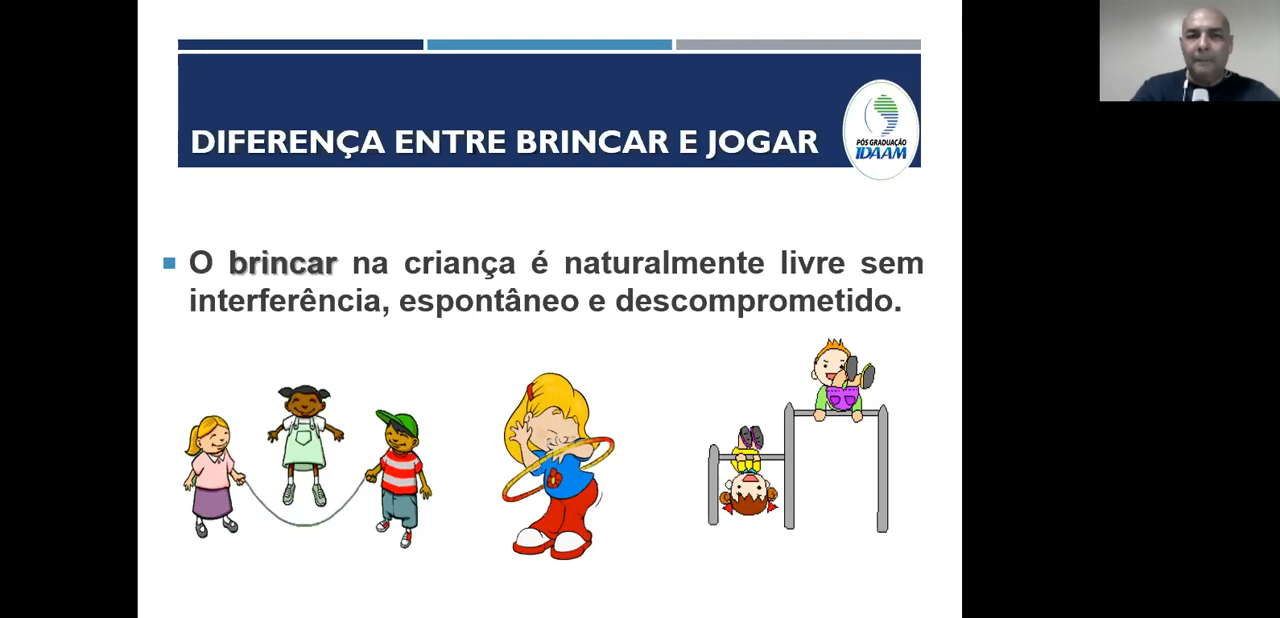 DIFERENÇA ENTRE BRINCAR E JOGAR
PÓS GRADUAÇÃO
IDAAM
O brincar na criança é naturalmente livre sem
interferência, espontâneo e descomprometido.